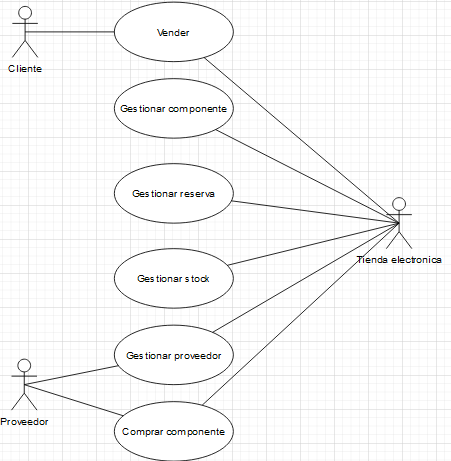 Vender
Cliente
Gestionar componente
Gestionar reserva
Tienda electronica
Gestionar stock
Gestionar proveedor
Proveedor
Comprar componente